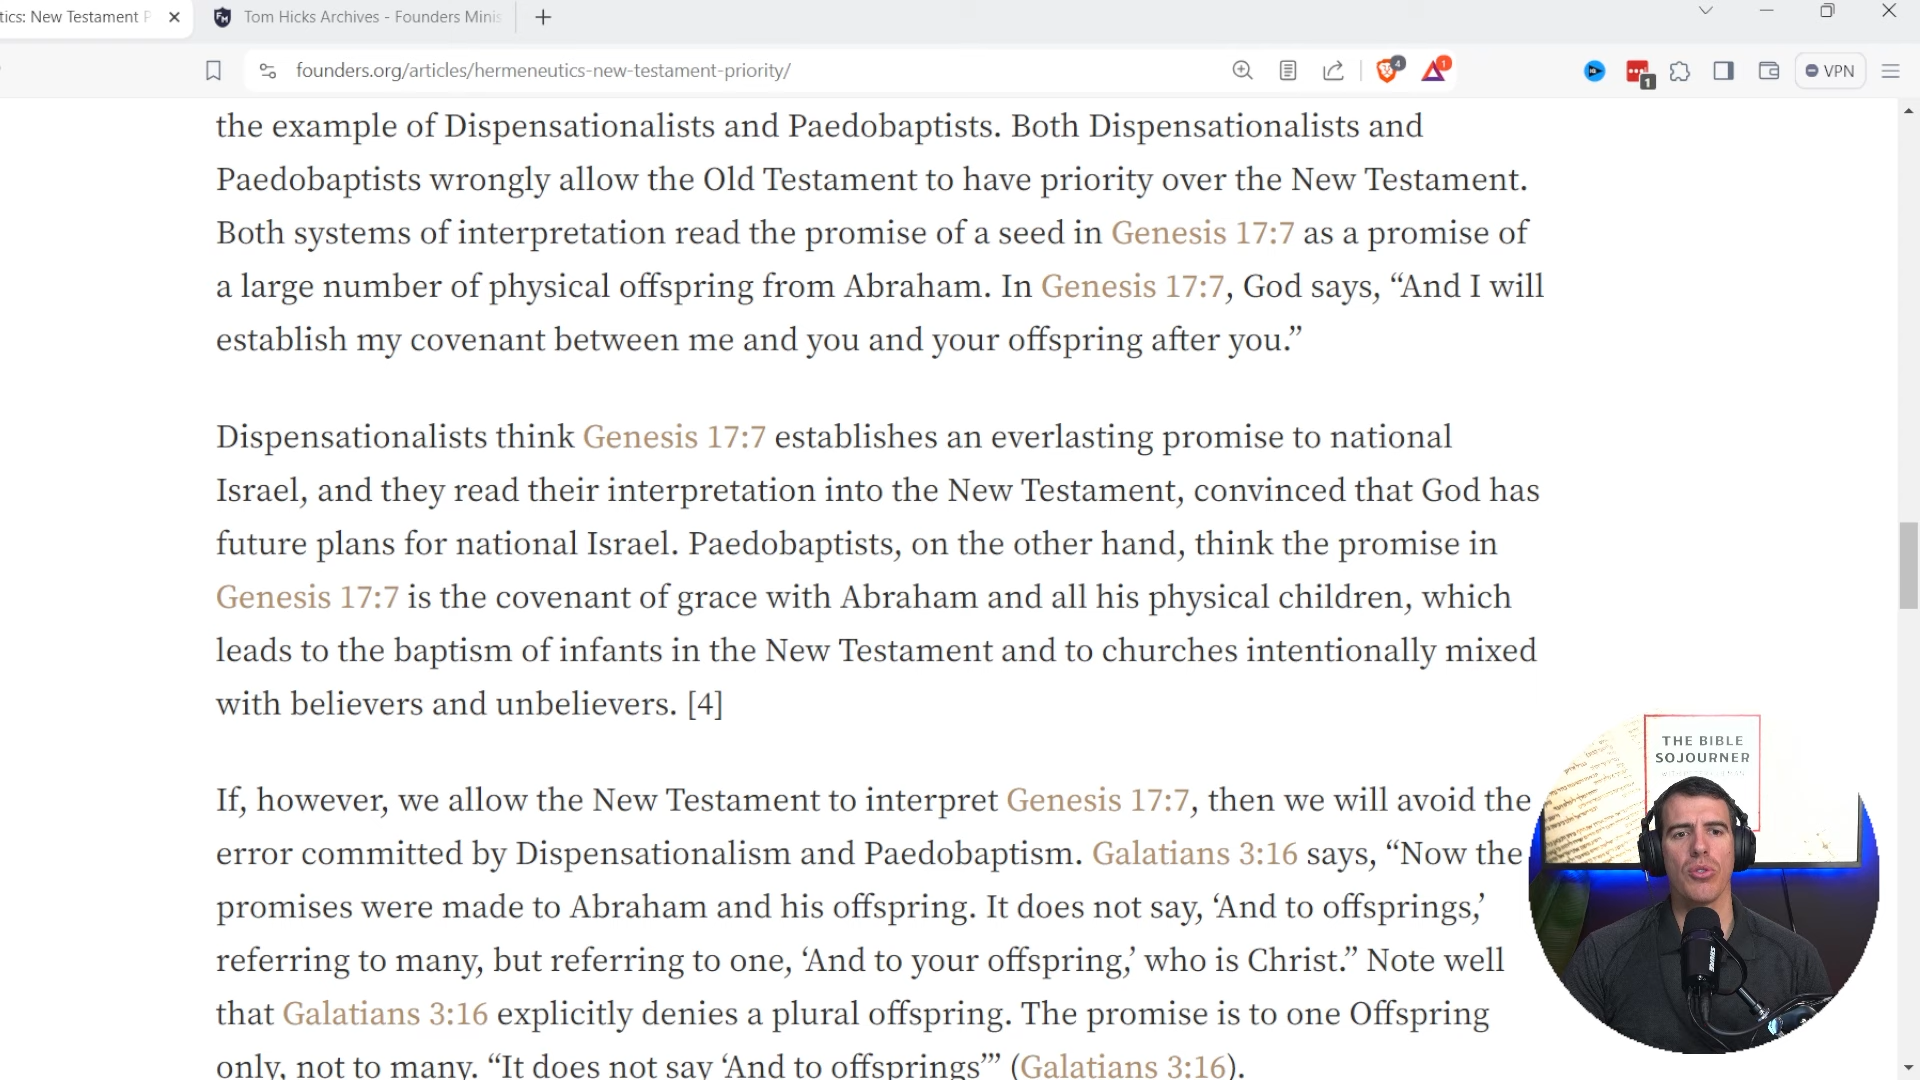 tics: New Testament P
Tom Hicks Archives - Founders Minis
founders.org/articles/hermeneutics-new-testament-priority/
4
1
1
VPN
the example of Dispensationalists and Paedobaptists. Both Dispensationalists and
Paedobaptists wrongly allow the Old Testament to have priority over the New Testament.
Both systems of interpretation read the promise of a seed in Genesis 17:7 as a promise of
a large number of physical offspring from Abraham. In Genesis 17:7, God says, “And I will
establish my covenant between me and you and your offspring after you.”
Dispensationalists think Genesis 17:7 establishes an everlasting promise to national
Israel, and they read their interpretation into the New Testament, convinced that God has
future plans for national Israel. Paedobaptists, on the other hand, think the promise in
Genesis 17:7 is the covenant of grace with Abraham and all his physical children, which
leads to the baptism of infants in the New Testament and to churches intentionally mixed
with believers and unbelievers. [4]
If, however, we allow the New Testament to interpret Genesis 17:7, then we will avoid the
error committed by Dispensationalism and Paedobaptism. Galatians 3:16 says, “Now the
promises were made to Abraham and his offspring. It does not say, ‘And to offsprings,’
referring to many, but referring to one, ‘And to your offspring,’ who is Christ.” Note well
that Galatians 3:16 explicitly denies a plural offspring. The promise is to one Offspring
only, not to many. “It does not say ‘And to offsprings’” (Galatians 3:16).
THE BIBLE
SOJOURNER
SHURE